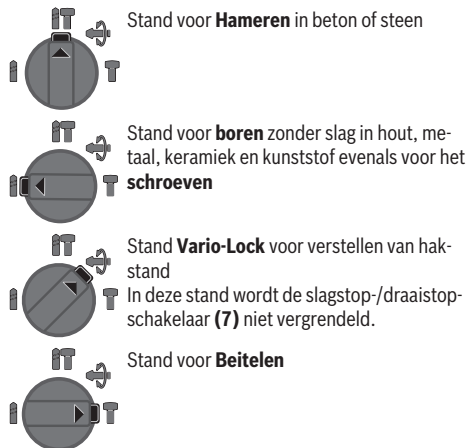 Stand voor Hameren in beton of steen
Stand voor boren zonder slag in hout, me-
taal, keramiek en kunststof evenals voor het
schroeven
Stand Vario-Lock voor verstellen van hak-
stand
In deze stand wordt de slagstop-/draaistop-
schakelaar (7) niet vergrendeld.
Stand voor Beitelen